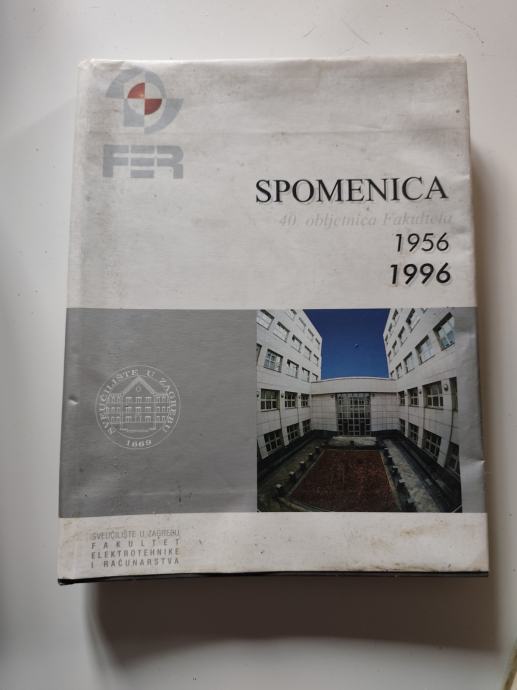 FER
SPOMENICA
40. obljetnica Fakulteta
1956
1996
SVEUČILIŠTE U ZAGREBU
1669
SVEUČILIŠTE U ZAGREBU
FAKULTET
ELEKTROTEHNIKE
I RAČUNARSTVA